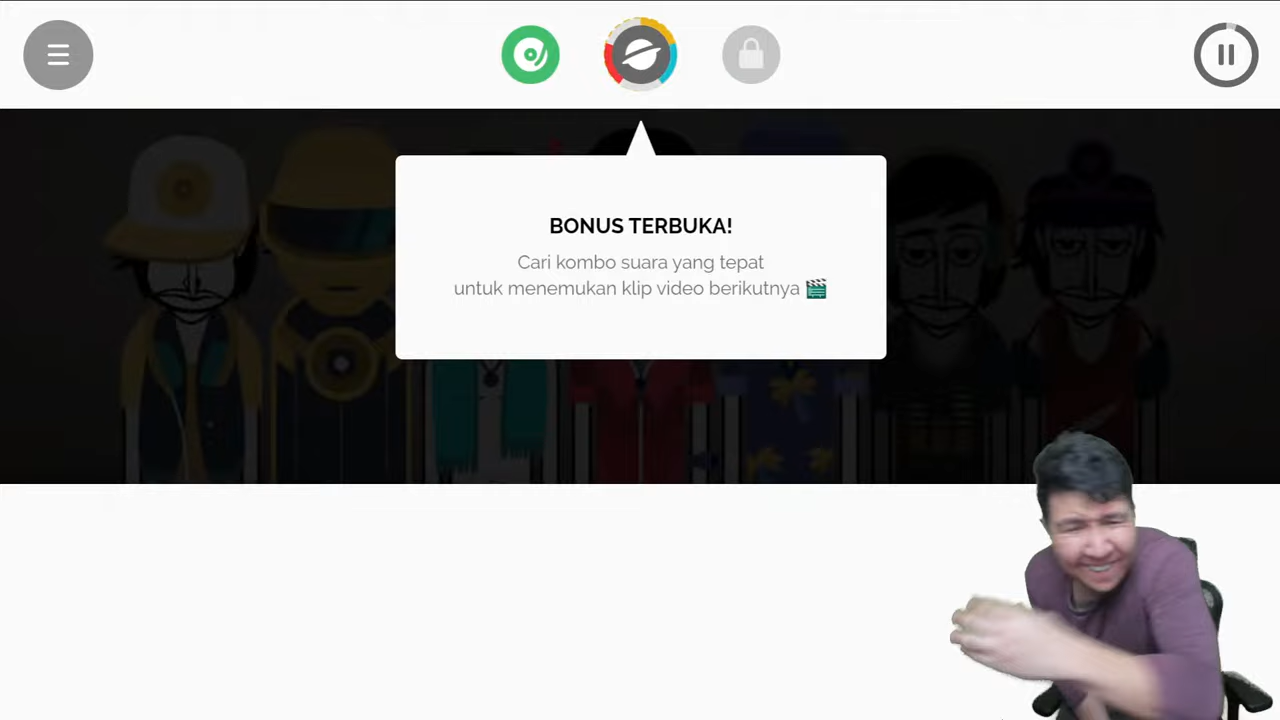 BONUS TERBUKA!
Cari kombo suara yang tepat
untuk menemukan klip video berikutnya 🎬